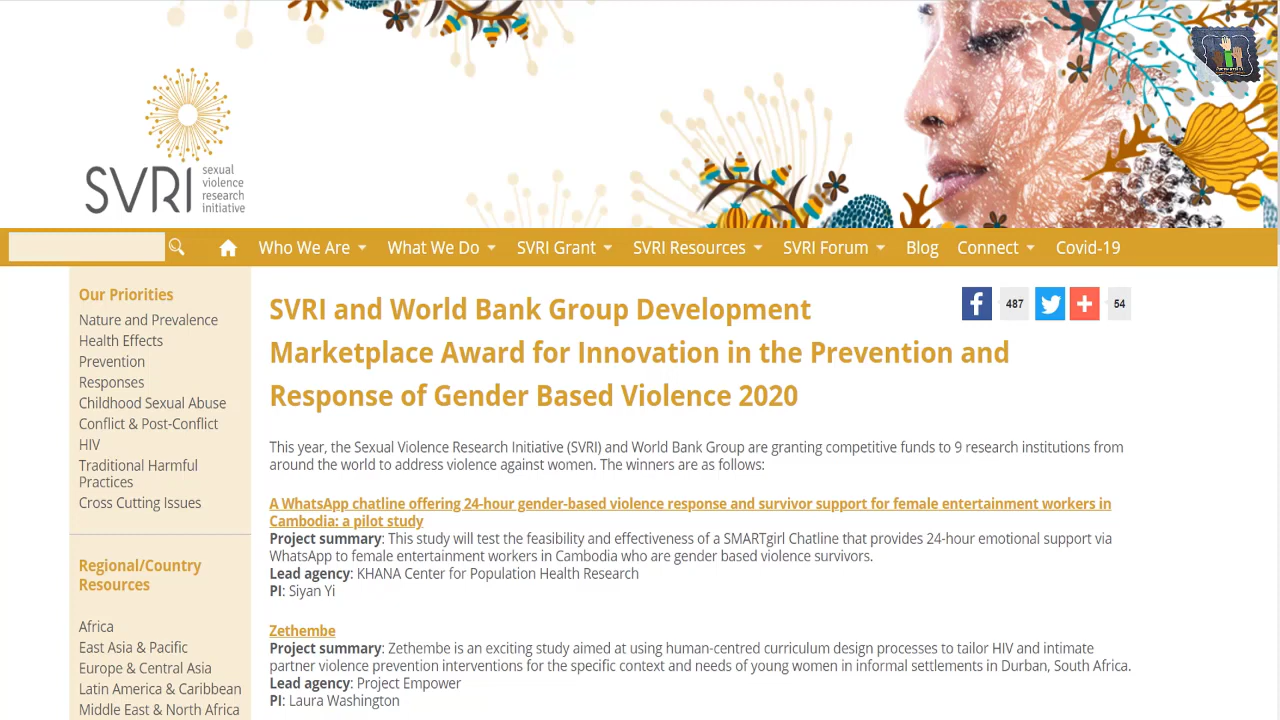 SVRI
sexual
violence
research
initiative
Who We Are
What We Do
SVRI Grant
SVRI Resources
SVRI Forum
Blog
Connect
Covid-19
Our Priorities
Nature and Prevalence
Health Effects
Prevention
Responses
Childhood Sexual Abuse
Conflict & Post-Conflict
HIV
Traditional Harmful
Practices
Cross Cutting Issues
Regional/Country
Resources
Africa
East Asia & Pacific
Europe & Central Asia
Latin America & Caribbean
Middle East & North Africa
SVRI and World Bank Group Development
487
54
Marketplace Award for Innovation in the Prevention and
Response of Gender Based Violence 2020
This year, the Sexual Violence Research Initiative (SVRI) and World Bank Group are granting competitive funds to 9 research institutions from
around the world to address violence against women. The winners are as follows:
A WhatsApp chatline offering 24-hour gender-based violence response and survivor support for female entertainment workers in
Cambodia: a pilot study
Project summary: This study will test the feasibility and effectiveness of a SMARTgirl Chatline that provides 24-hour emotional support via
WhatsApp to female entertainment workers in Cambodia who are gender based violence survivors.
Lead agency: KHANA Center for Population Health Research
PI: Siyan Yi
Zethembe
Project summary: Zethembe is an exciting study aimed at using human-centred curriculum design processes to tailor HIV and intimate
partner violence prevention interventions for the specific context and needs of young women in informal settlements in Durban, South Africa.
Lead agency: Project Empower
PI: Laura Washington